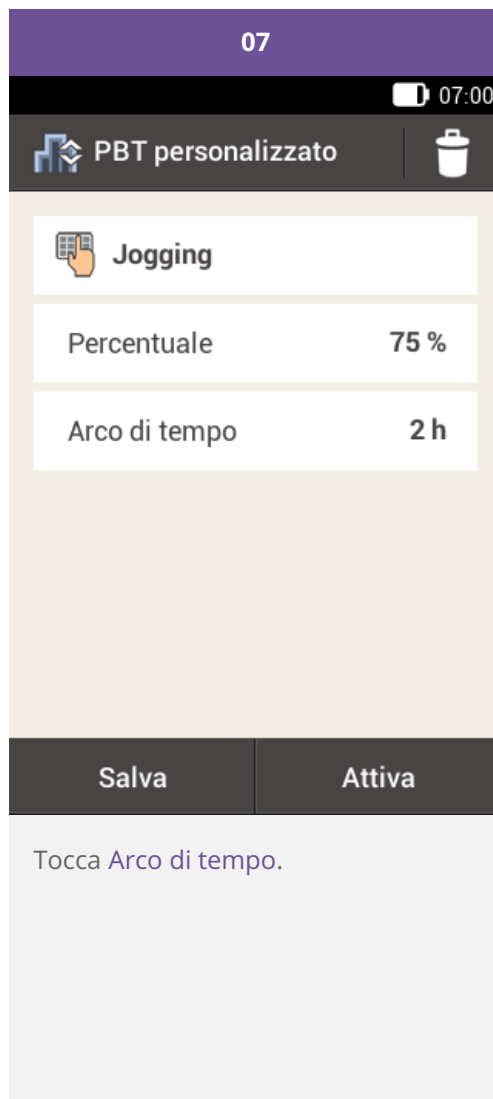 07
07:00
PBT personalizzato
Jogging
Percentuale 75 %
Arco di tempo 2 h
Salva Attiva
Tocca Arco di tempo.